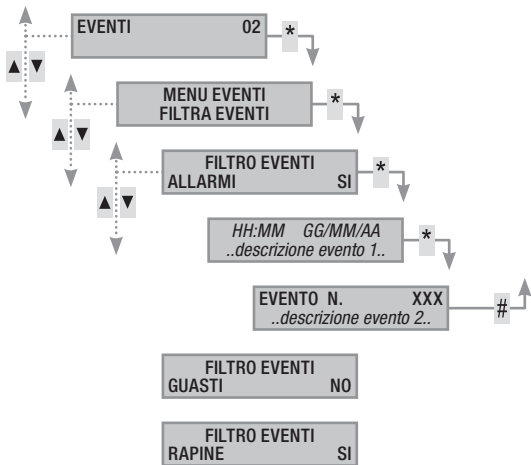 EVENTI 02 *
▲ ▼
MENU EVENTI *
FILTRA EVENTI
▲ ▼
FILTRO EVENTI *
ALLARMI SI
▲ ▼
HH:MM GG/MM/AA *
..descrizione evento 1..
EVENTO N. XXX #
..descrizione evento 2..
FILTRO EVENTI
GUASTI NO
FILTRO EVENTI
RAPINE SI